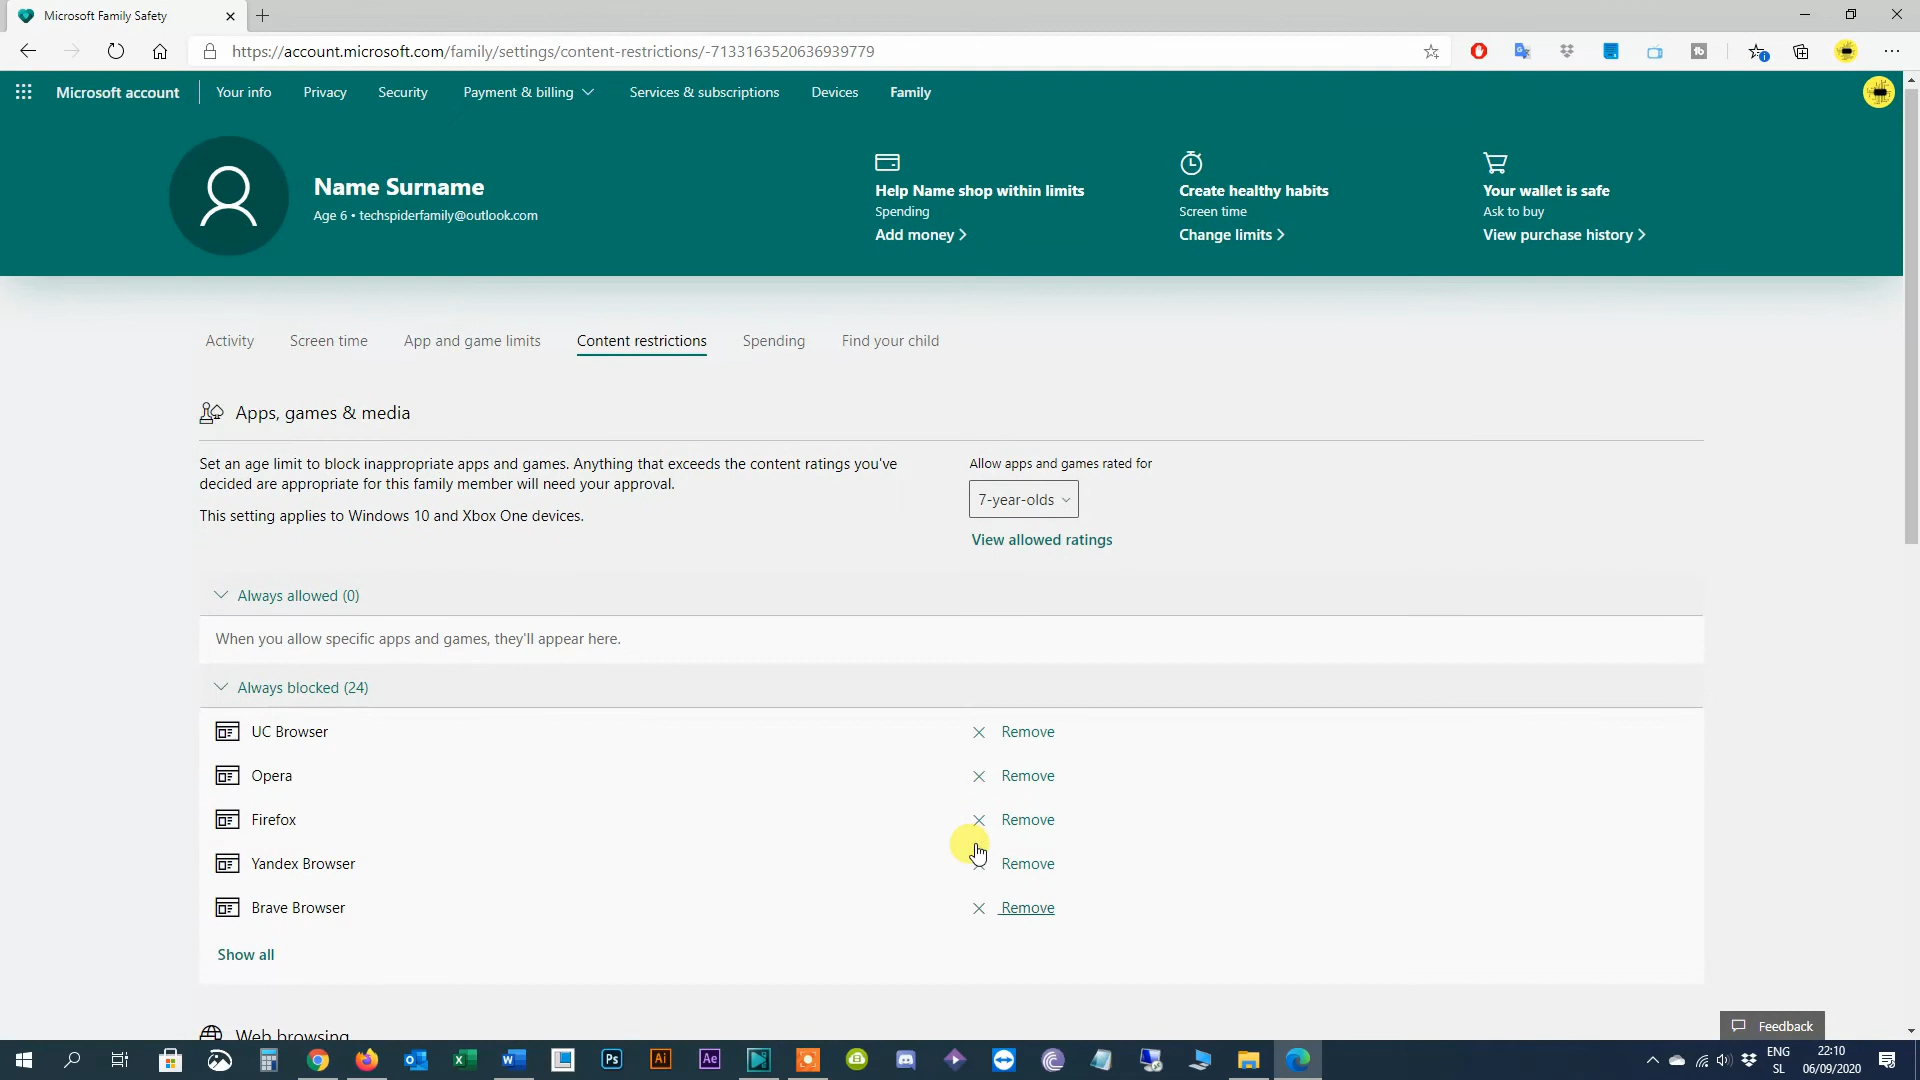 Microsoft Family Safety
https://account.microsoft.com/family/settings/content-restrictions/-7133163520636939779
Microsoft account
Your info
Privacy
Security
Payment & billing
Services & subscriptions
Devices
Family
Name Surname
Age 6 • techspiderfamily@outlook.com
Help Name shop within limits
Spending
Add money
Create healthy habits
Screen time
Change limits
Your wallet is safe
Ask to buy
View purchase history
Activity
Screen time
App and game limits
Content restrictions
Spending
Find your child
Apps, games & media
Set an age limit to block inappropriate apps and games. Anything that exceeds the content ratings you've
decided are appropriate for this family member will need your approval.
This setting applies to Windows 10 and Xbox One devices.
Allow apps and games rated for
7-year-olds
View allowed ratings
Always allowed (0)
When you allow specific apps and games, they'll appear here.
Always blocked (24)
UC Browser
Remove
Opera
Remove
Firefox
Remove
Yandex Browser
Remove
Brave Browser
Remove
Show all
Web browsing
Feedback
Ps
Ai
Ae
ENG
SL
22:10
06/09/2020